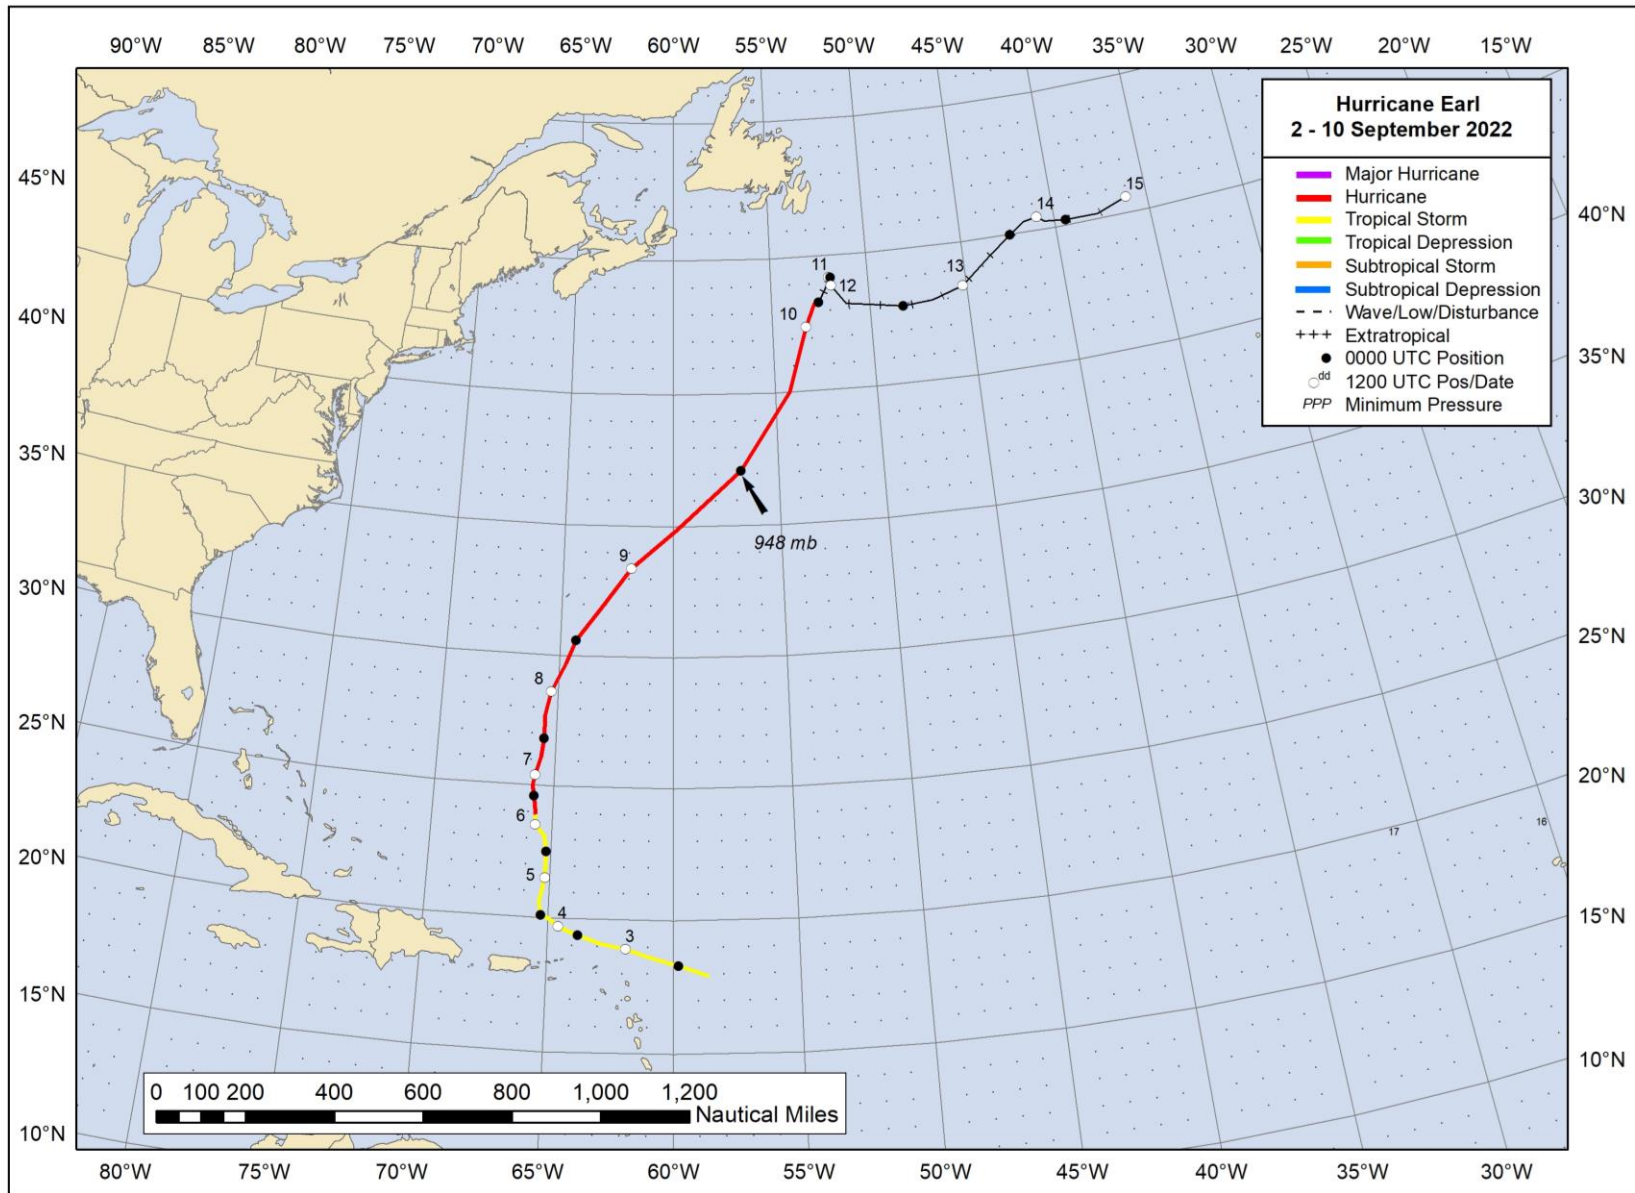 90°W 85°W 80°W 75°W 70°W 65°W 60°W 55°W 50°W 45°W 40°W 35°W 30°W 25°W 20°W 15°W
Hurricane Earl
2 - 10 September 2022
Major Hurricane
Hurricane
Tropical Storm
Tropical Depression
Subtropical Storm
Subtropical Depression
Wave/Low/Disturbance
Extratropical
0000 UTC Position
dd 1200 UTC Pos/Date
PPP Minimum Pressure
45°N
40°N
35°N
30°N
25°N
20°N
15°N
10°N
40°N
35°N
30°N
25°N
20°N
15°N
10°N
15
14
13
12
11
10
948 mb
9
8
7
6
5
4
3
16
17
0 100 200 400 600 800 1,000 1,200
Nautical Miles
80°W 75°W 70°W 65°W 60°W 55°W 50°W 45°W 40°W 35°W 30°W